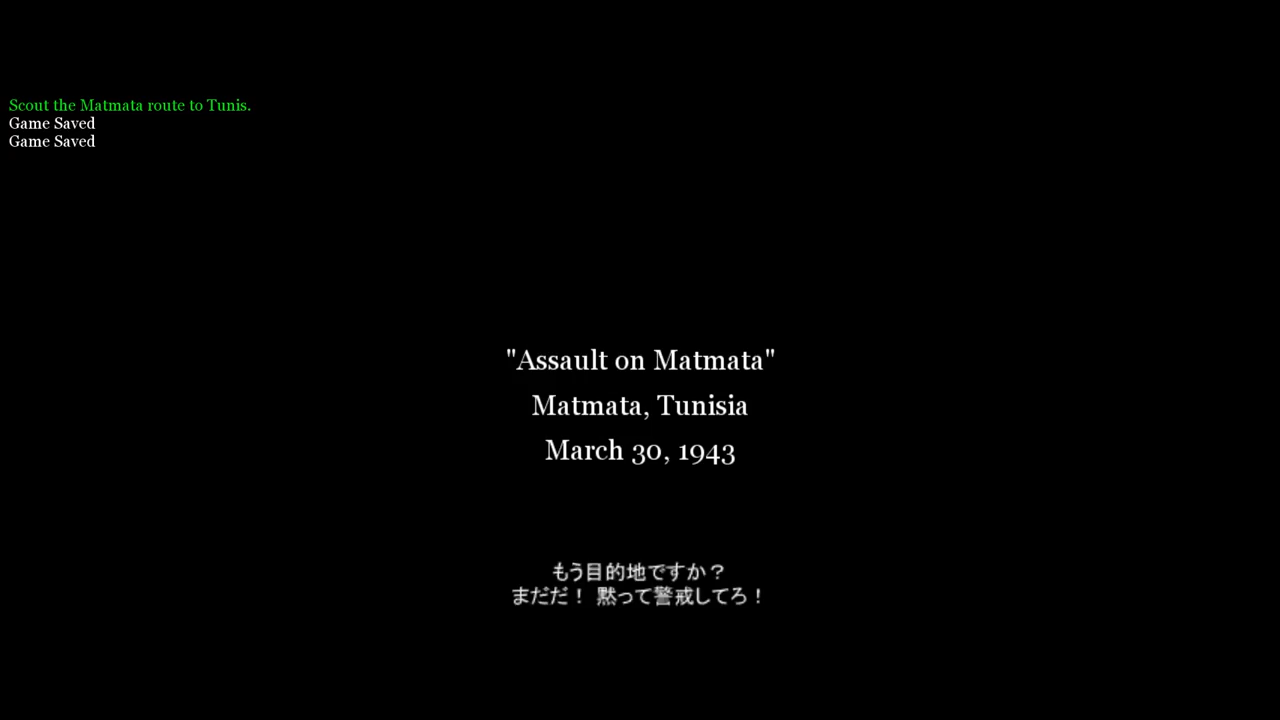 Scout the Matmata route to Tunis.
Game Saved
Game Saved
"Assault on Matmata"
Matmata, Tunisia
March 30, 1943
もう目的地ですか？
まだだ！ 黙って警戒してろ！